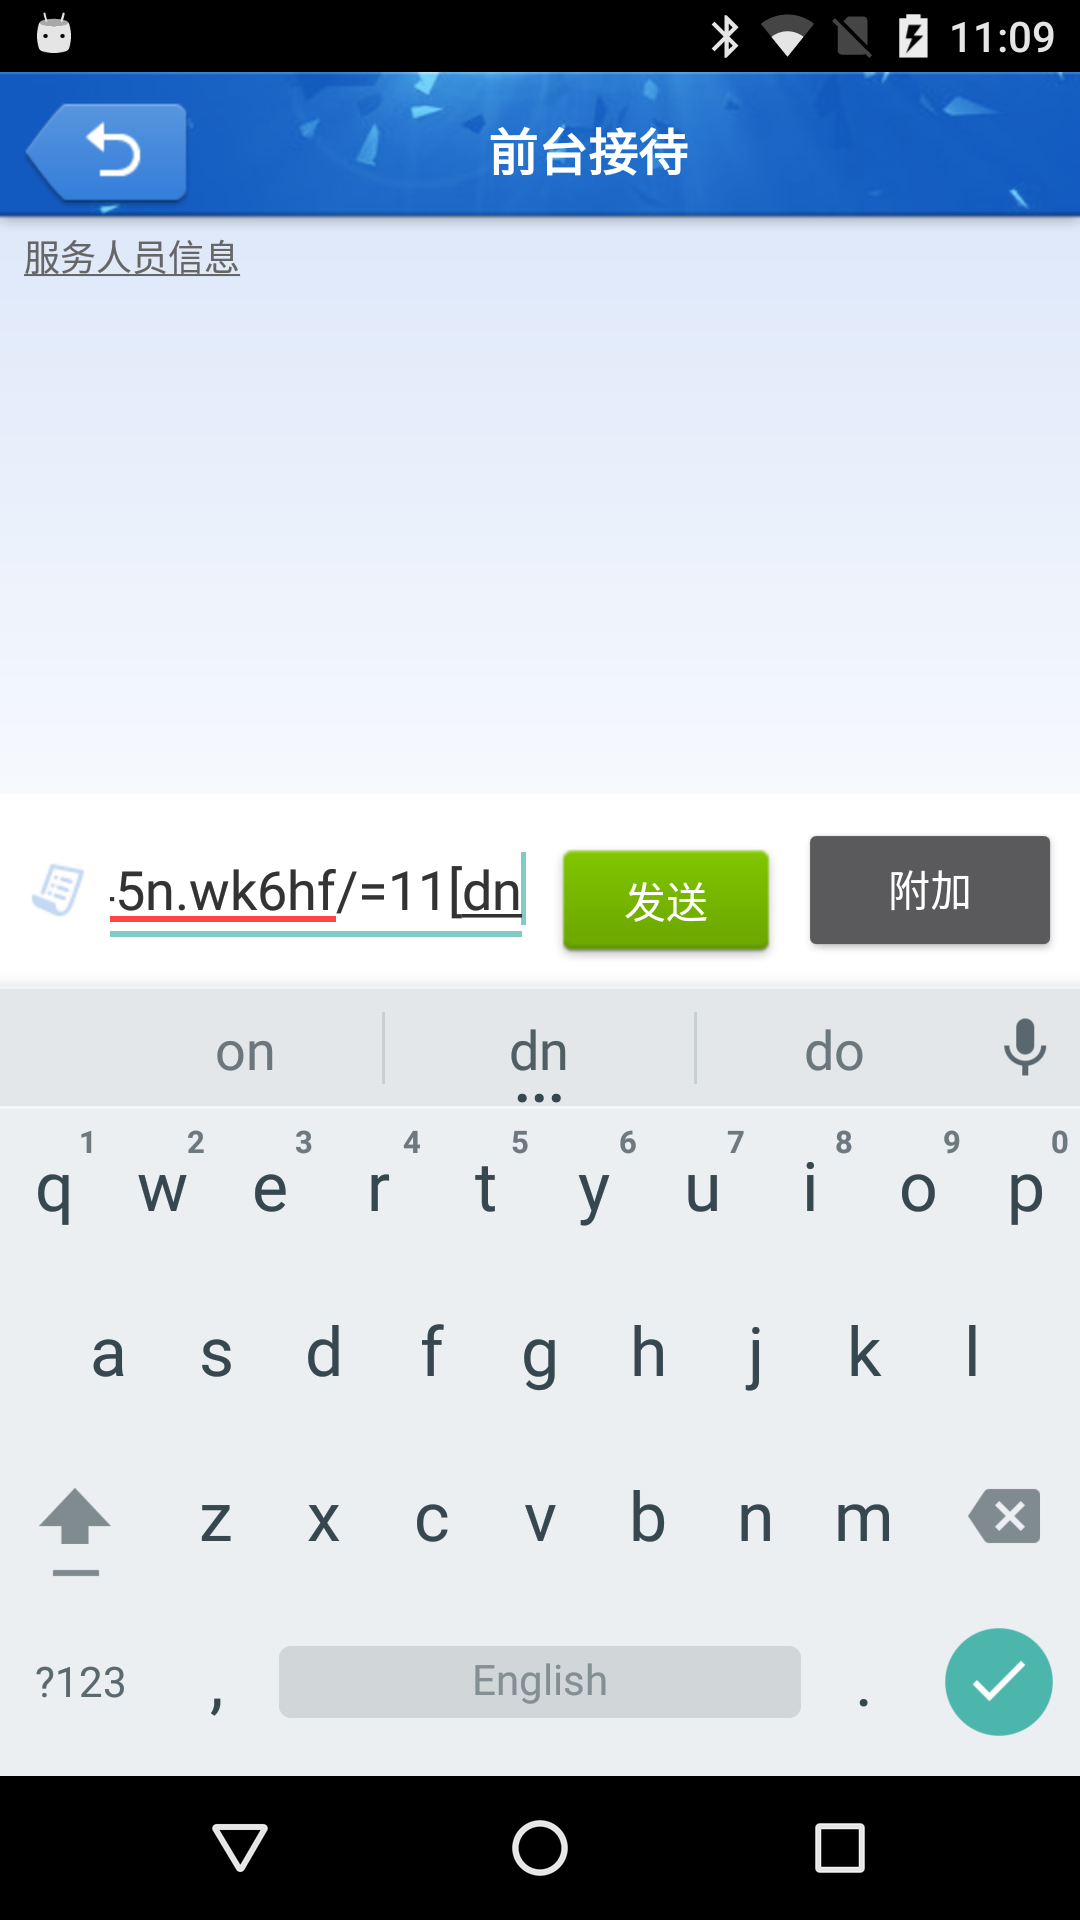 11:09
前台接待
服务人员信息
5n.wk6hf/=11[dn
发送
附加
on dn do
1 2 3 4 5 6 7 8 9 0
q w e r t y u i o p
a s d f g h j k l
z x c v b n m
?123 , English .